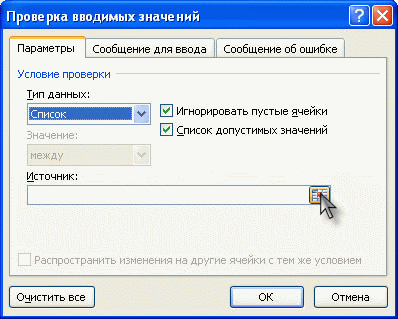 Проверка вводимых значений
Параметры Сообщение для ввода Сообщение об ошибке
Условие проверки
Тип данных:
Список
Игнорировать пустые ячейки
Список допустимых значений
Значение:
между
Источник:
Распространить изменения на другие ячейки с тем же условием
Очистить все ОК Отмена